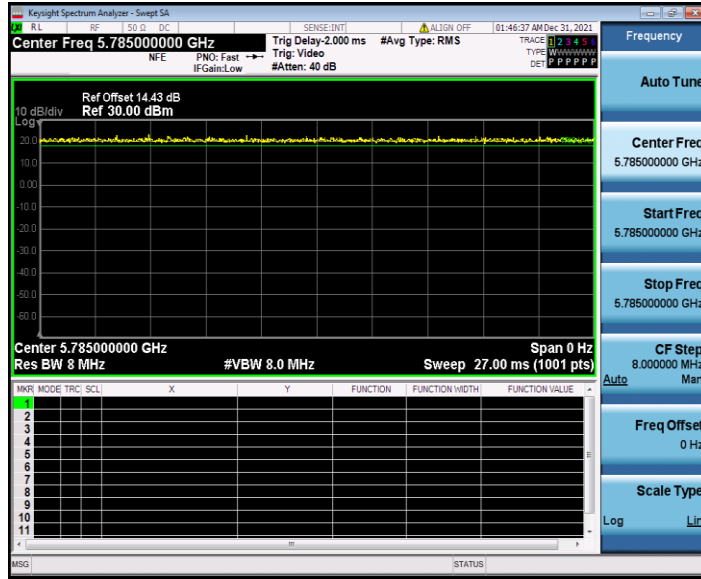 Keysight Spectrum Analyzer - Swept SA
RL RF 50 Ω DC SENSE:INT ALIGN OFF 01:46:37 AM Dec 31, 2021
Center Freq 5.785000000 GHz
NFE
PNO: Fast
IFGain:Low
Trig Delay-2.000 ms
Trig: Video
#Atten: 40 dB
#Avg Type: RMS
TRACE 1 2 3 4 5 6
TYPE WWWWWW
DET P P P P P P
Ref Offset 14.43 dB
10 dB/div Ref 30.00 dBm
Log
20.0
10.0
0.00
-10.0
-20.0
-30.0
-40.0
-50.0
-60.0
Center 5.785000000 GHz Span 0 Hz
Res BW 8 MHz #VBW 8.0 MHz Sweep 27.00 ms (1001 pts)
MKR MODE TRC SCL X Y FUNCTION FUNCTION WIDTH FUNCTION VALUE
1
2
3
4
5
6
7
8
9
10
11
MSG STATUS
Frequency
Auto Tune
Center Freq
5.785000000 GHz
Start Freq
5.785000000 GHz
Stop Freq
5.785000000 GHz
CF Step
8.000000 MHz
Auto Man
Freq Offset
0 Hz
Scale Type
Log Lin